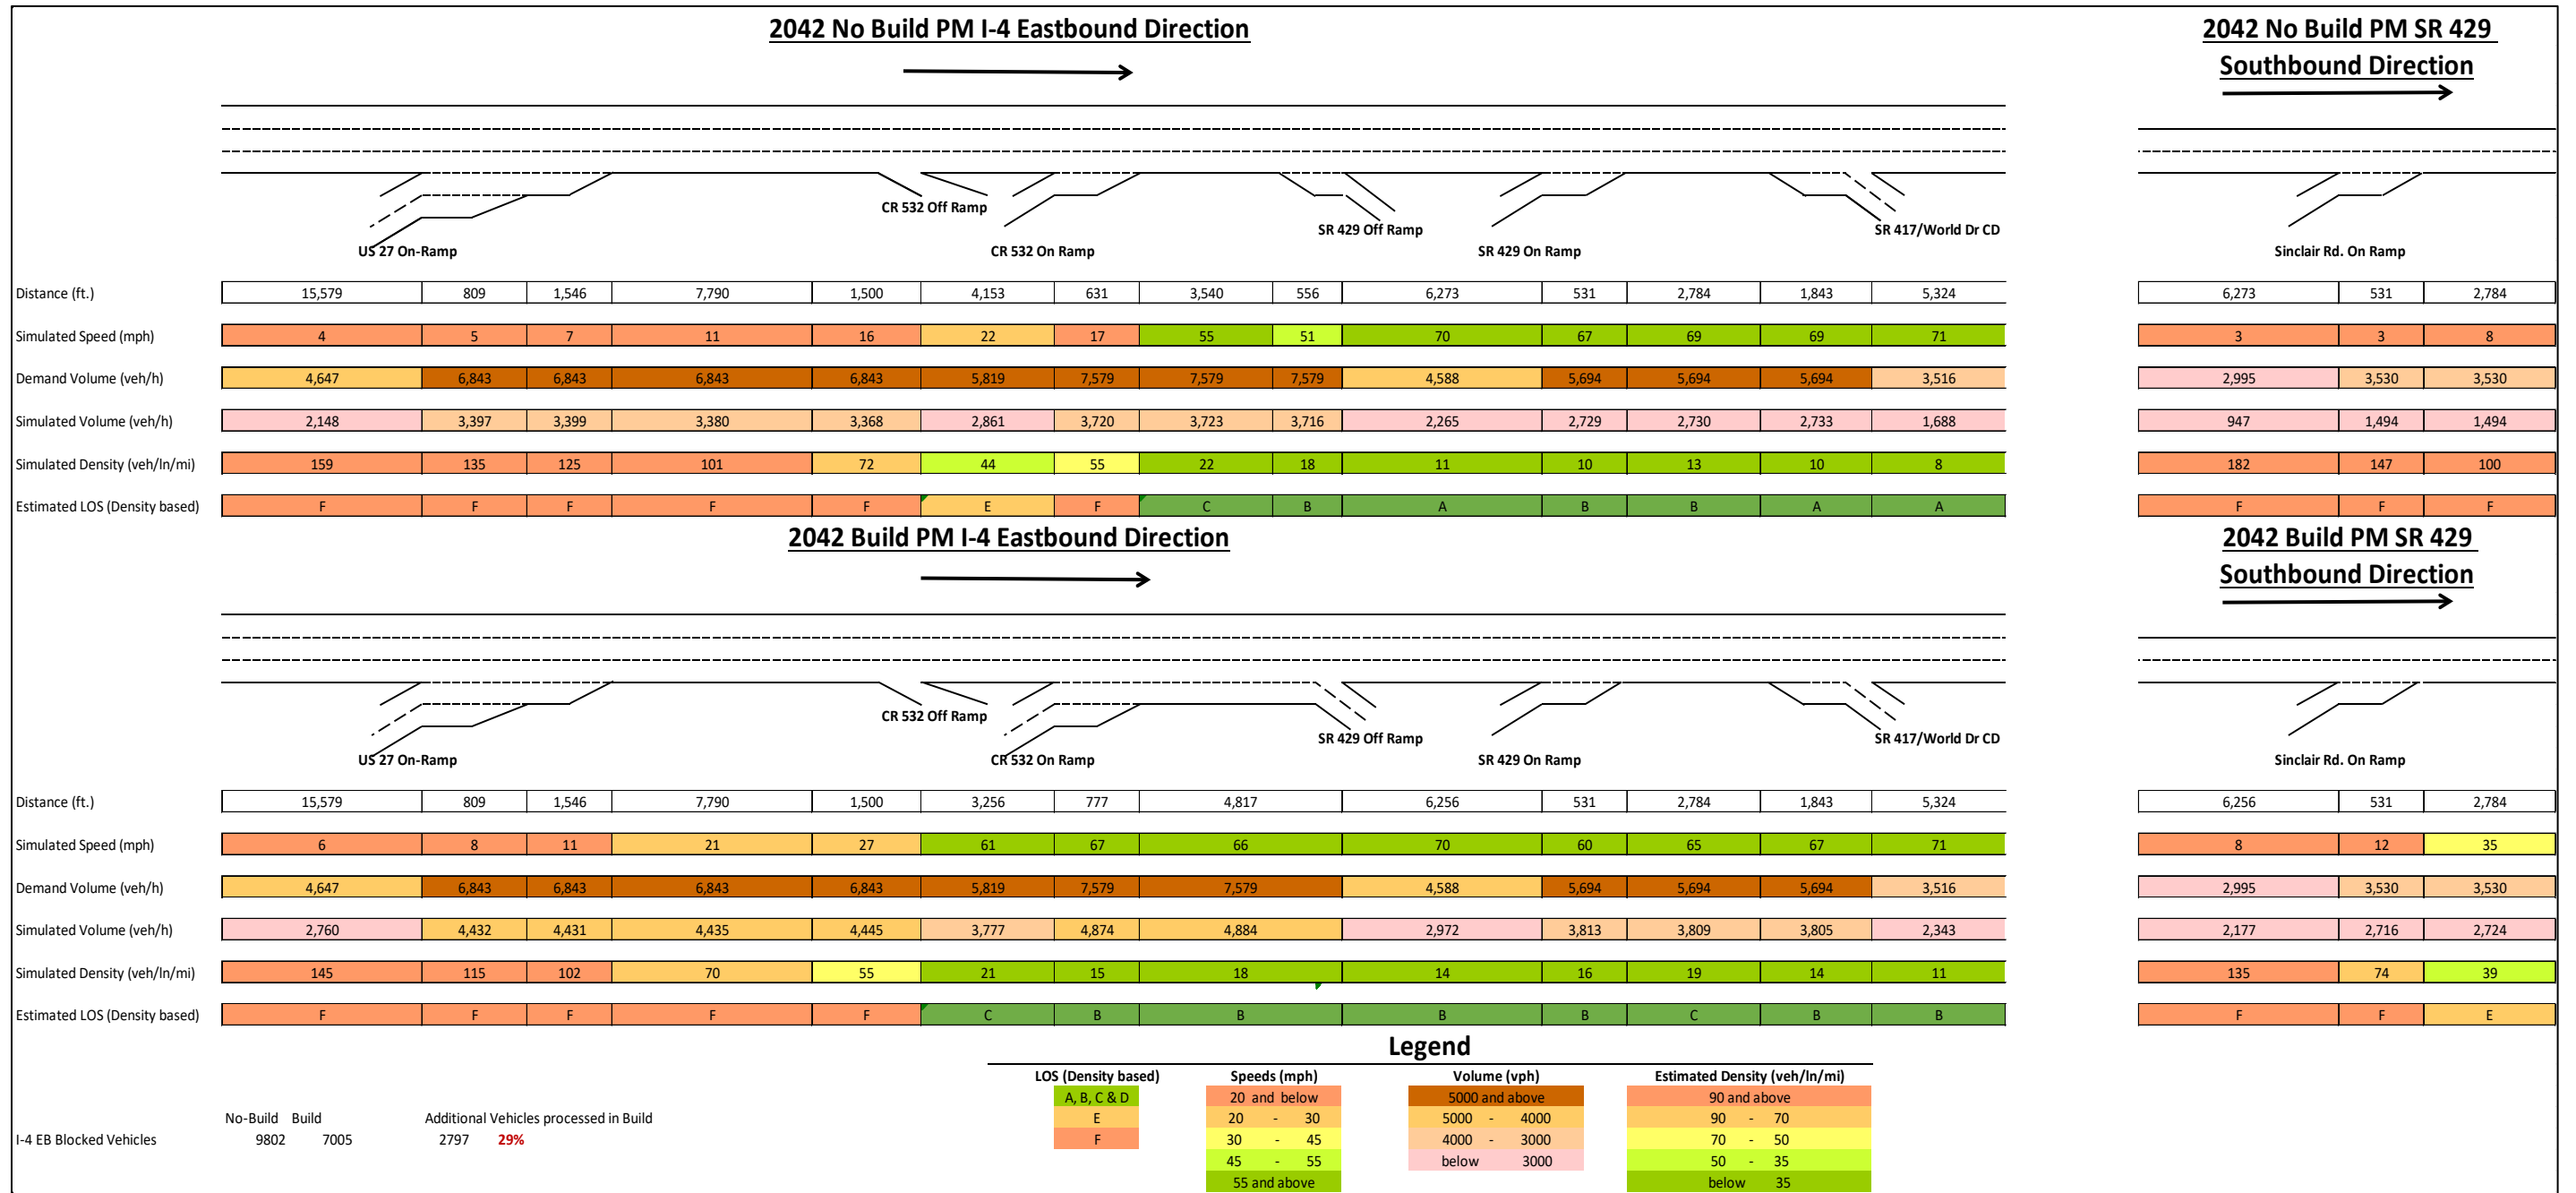 2042 No Build PM I-4 Eastbound Direction
2042 No Build PM SR 429
Southbound Direction
CR 532 Off Ramp
SR 429 Off Ramp
SR 417/World Dr CD
US 27 On-Ramp
CR 532 On Ramp
SR 429 On Ramp
Sinclair Rd. On Ramp
Distance (ft.) 15,579 809 1,546 7,790 1,500 4,153 631 3,540 556 6,273 531 2,784 1,843 5,324 6,273 531 2,784
Simulated Speed (mph) 4 5 7 11 16 22 17 55 51 70 67 69 69 71 3 3 8
Demand Volume (veh/h) 4,647 6,843 6,843 6,843 6,843 5,819 7,579 7,579 7,579 4,588 5,694 5,694 5,694 3,516 2,995 3,530 3,530
Simulated Volume (veh/h) 2,148 3,397 3,399 3,380 3,368 2,861 3,720 3,723 3,716 2,265 2,729 2,730 2,733 1,688 947 1,494 1,494
Simulated Density (veh/ln/mi) 159 135 125 101 72 44 55 22 18 11 10 13 10 8 182 147 100
Estimated LOS (Density based) F F F F F E F C B A B B A A F F F
2042 Build PM I-4 Eastbound Direction
2042 Build PM SR 429
Southbound Direction
CR 532 Off Ramp
SR 429 Off Ramp
SR 417/World Dr CD
US 27 On-Ramp
CR 532 On Ramp
SR 429 On Ramp
Sinclair Rd. On Ramp
Distance (ft.) 15,579 809 1,546 7,790 1,500 3,256 777 4,817 6,256 531 2,784 1,843 5,324 6,256 531 2,784
Simulated Speed (mph) 6 8 11 21 27 61 67 66 70 60 65 67 71 8 12 35
Demand Volume (veh/h) 4,647 6,843 6,843 6,843 6,843 5,819 7,579 7,579 4,588 5,694 5,694 5,694 3,516 2,995 3,530 3,530
Simulated Volume (veh/h) 2,760 4,432 4,431 4,435 4,445 3,777 4,874 4,884 2,972 3,813 3,809 3,805 2,343 2,177 2,716 2,724
Simulated Density (veh/ln/mi) 145 115 102 70 55 21 15 18 14 16 19 14 11 135 74 39
Estimated LOS (Density based) F F F F F C B B B B C B B F F E
Legend
LOS (Density based) Speeds (mph) Volume (vph) Estimated Density (veh/ln/mi)
A, B, C & D 20 and below 5000 and above 90 and above
E 20 - 30 5000 - 4000 90 - 70
F 30 - 45 4000 - 3000 70 - 50
45 - 55 below 3000 50 - 35
55 and above below 35
No-Build Build Additional Vehicles processed in Build
I-4 EB Blocked Vehicles 9802 7005 2797 29%